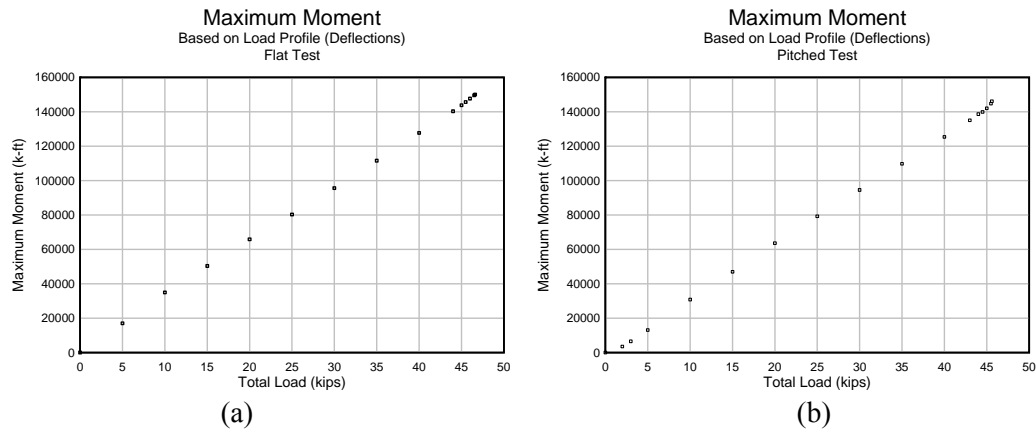 Maximum Moment
Based on Load Profile (Deflections)
Flat Test
Maximum Moment (k-ft)
160000
140000
120000
100000
80000
60000
40000
20000
0
0 5 10 15 20 25 30 35 40 45 50
Total Load (kips)
(a)
Maximum Moment
Based on Load Profile (Deflections)
Pitched Test
Maximum Moment (k-ft)
160000
140000
120000
100000
80000
60000
40000
20000
0
0 5 10 15 20 25 30 35 40 45 50
Total Load (kips)
(b)